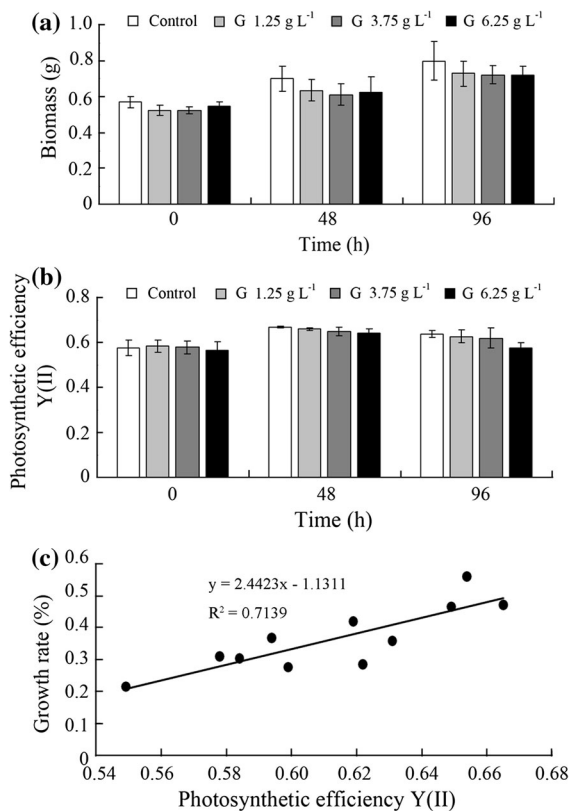 (a)
Control G 1.25 g L⁻¹ G 3.75 g L⁻¹ G 6.25 g L⁻¹
1.0
0.8
0.6
0.4
0.2
0
Biomass (g)
0 48 96
Time (h)
(b)
Control G 1.25 g L⁻¹ G 3.75 g L⁻¹ G 6.25 g L⁻¹
0.8
0.6
0.4
0.2
0
Photosynthetic efficiency
Y(II)
0 48 96
Time (h)
(c)
0.6
0.5
0.4
0.3
0.2
0.1
0
Growth rate (%)
y = 2.4423x - 1.1311
R² = 0.7139
0.54 0.56 0.58 0.60 0.62 0.64 0.66 0.68
Photosynthetic efficiency Y(II)